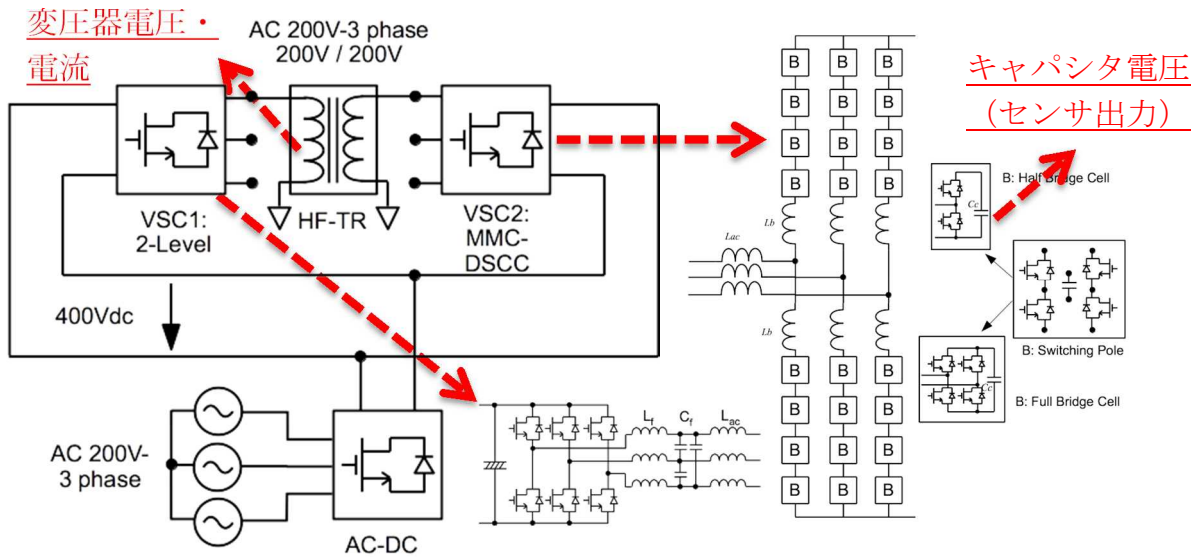 変圧器電圧・
電流
AC 200V-3 phase
200V / 200V
VSC1:
2-Level
HF-TR
VSC2:
MMC-
DSCC
400Vdc
AC 200V-
3 phase
AC-DC
Lf
Cf
Lac
B B B
B B B
B B B
B B B
Lb
Lac
Lb
B B B
B B B
B B B
B B B
B B B
キャパシタ電圧
（センサ出力）
B: Half Bridge Cell
Cc
B: Switching Pole
Cc
B: Full Bridge Cell